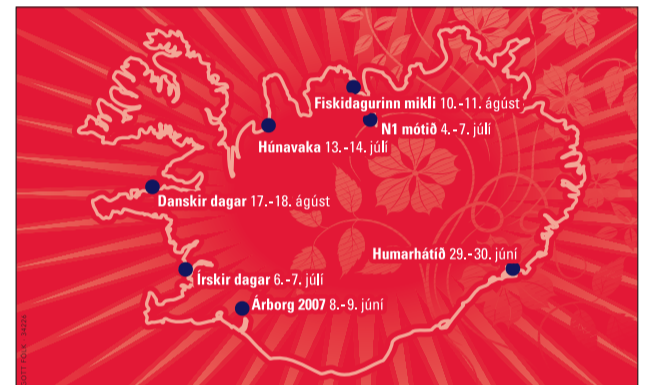 Fiskidagurinn mikli 10.-11. ágúst
N1 mótið 4.-7. júlí
Húnavaka 13.-14. júlí
Danskir dagar 17.-18. ágúst
Humarhátíð 29.-30. júní
Írskir dagar 6.-7. júlí
Árborg 2007 8.-9. júní